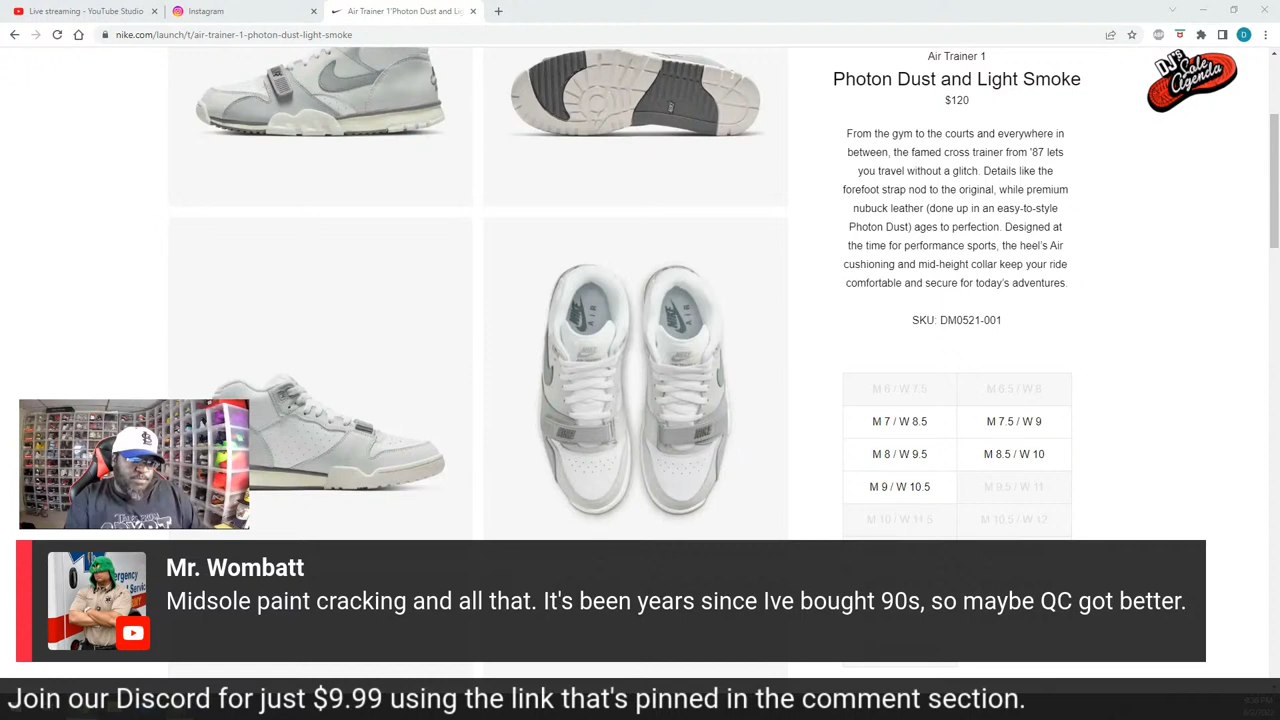 Live streaming - YouTube Studio
Instagram
Air Trainer 1 'Photon Dust and Lig
nike.com/launch/t/air-trainer-1-photon-dust-light-smoke
D
DJ's
Sole
Agenda
Air Trainer 1
Photon Dust and Light Smoke
$120
From the gym to the courts and everywhere in
between, the famed cross trainer from '87 lets
you travel without a glitch. Details like the
forefoot strap nod to the original, while premium
nubuck leather (done up in an easy-to-style
Photon Dust) ages to perfection. Designed at
the time for performance sports, the heel's Air
cushioning and mid-height collar keep your ride
comfortable and secure for today's adventures.
SKU: DM0521-001
M 6 / W 7.5
M 6.5 / W 8
M 7 / W 8.5
M 7.5 / W 9
M 8 / W 9.5
M 8.5 / W 10
M 9 / W 10.5
M 9.5 / W 11
M 10 / W 11.5
M 10.5 / W 12
NIKE
AIR
NIKE
AIR
Mr. Wombatt
Midsole paint cracking and all that. It's been years since Ive bought 90s, so maybe QC got better.
Join our Discord for just $9.99 using the link that's pinned in the comment section.